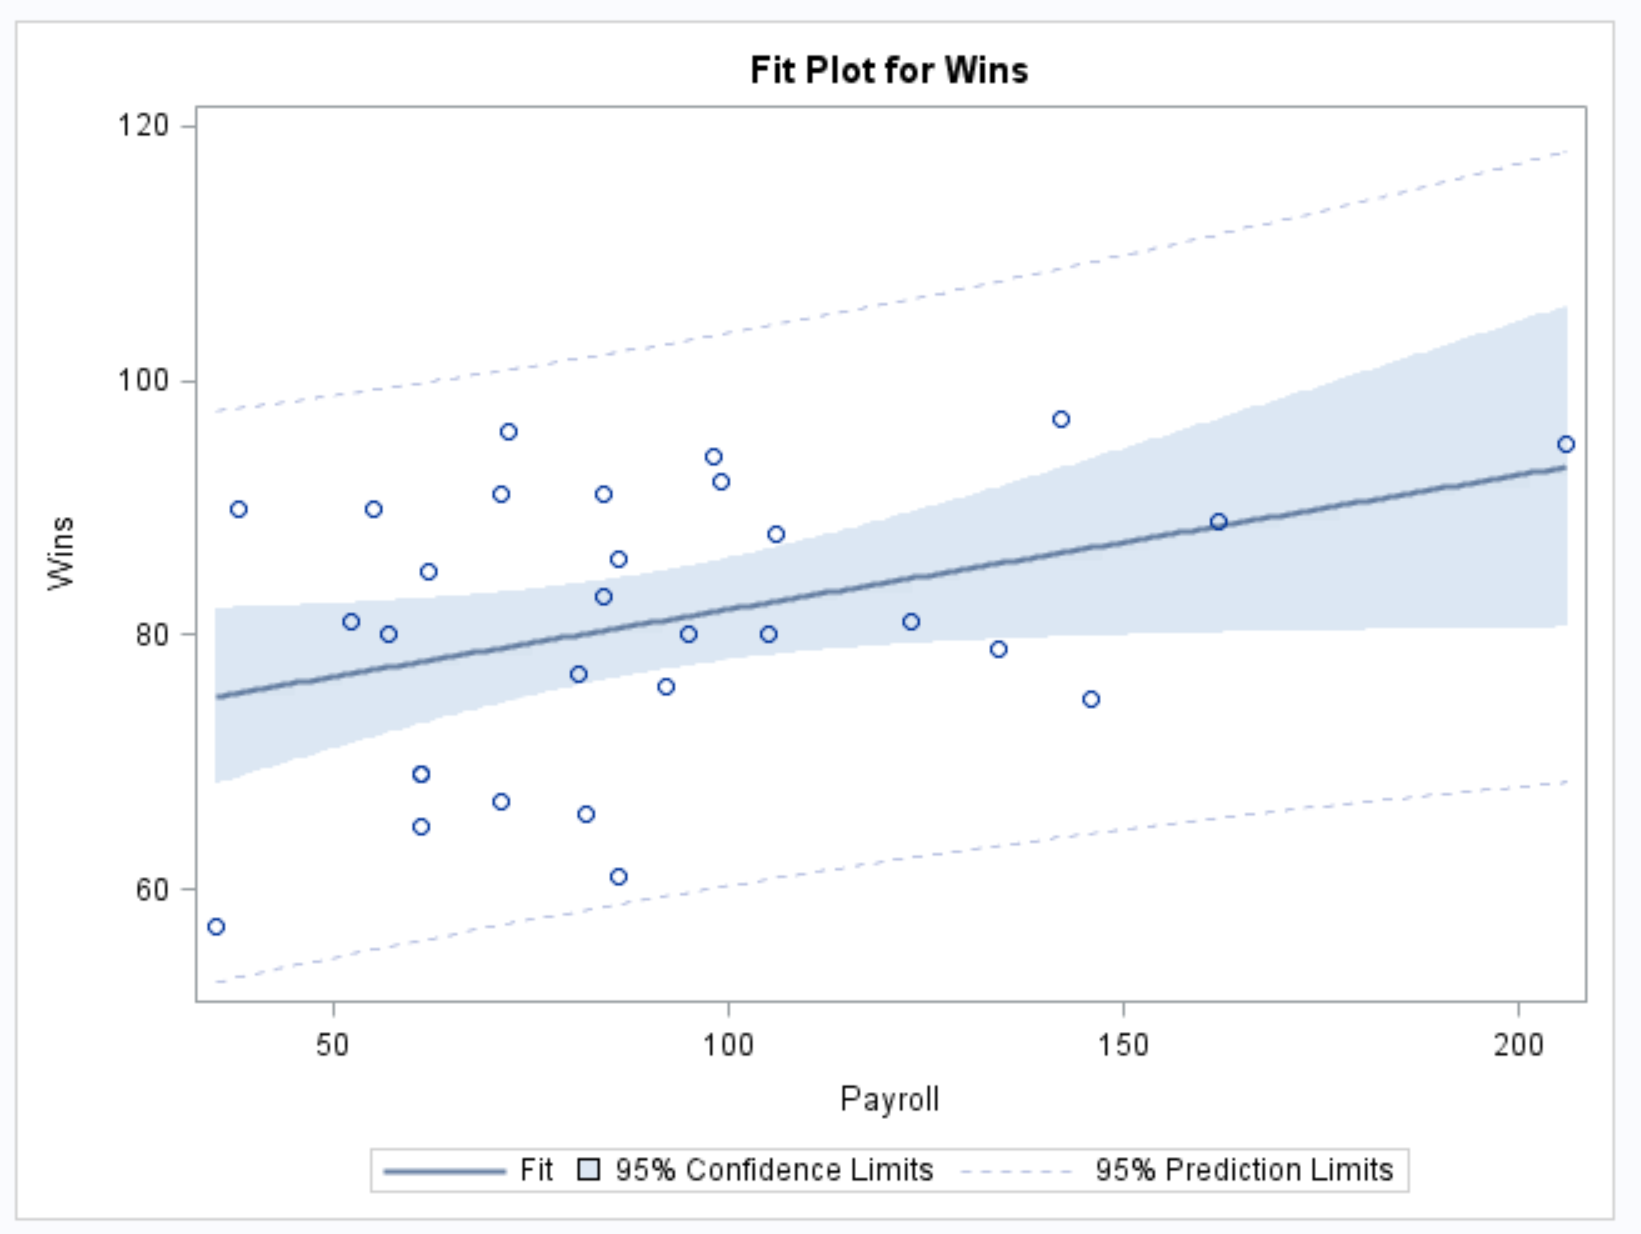 Fit Plot for Wins
120
100
80
60
Wins
50 100 150 200
Payroll
Fit 95% Confidence Limits 95% Prediction Limits